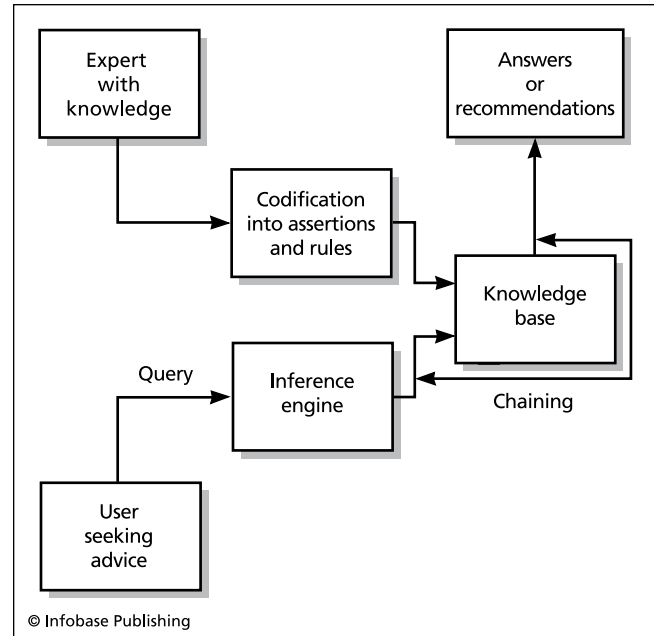 Expert
with
knowledge
Answers
or
recommendations
Codification
into assertions
and rules
Knowledge
base
Query
Inference
engine
Chaining
User
seeking
advice
© Infobase Publishing